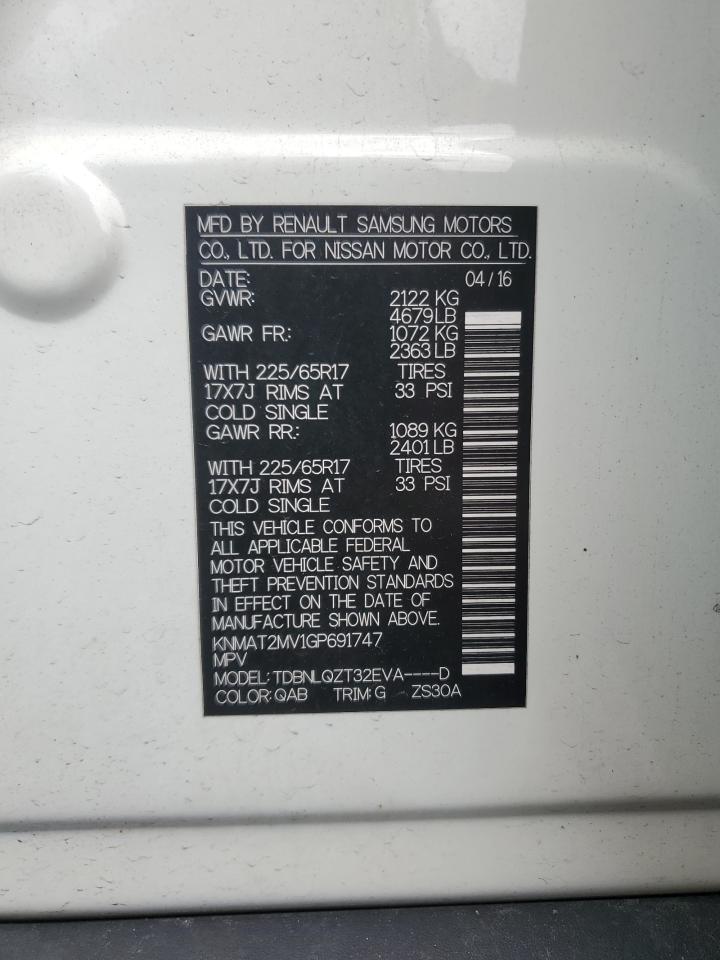 MFD BY RENAULT SAMSUNG MOTORS
CO., LTD. FOR NISSAN MOTOR CO., LTD.
DATE: 04/16
GVWR: 2122 KG
4679LB
GAWR FR.: 1072 KG
2363 LB
WITH 225/65R17 TIRES
17X7J RIMS AT 33 PSI
COLD SINGLE
GAWR RR.: 1089 KG
2401LB
WITH 225/65R17 TIRES
17X7J RIMS AT 33 PSI
COLD SINGLE
THIS VEHICLE CONFORMS TO
ALL APPLICABLE FEDERAL
MOTOR VEHICLE SAFETY AND
THEFT PREVENTION STANDARDS
IN EFFECT ON THE DATE OF
MANUFACTURE SHOWN ABOVE.
KNMAT2MV1GP691747
MPV
MODEL: TDBNLQZT32EVA----D
COLOR: QAB TRIM: G ZS30A